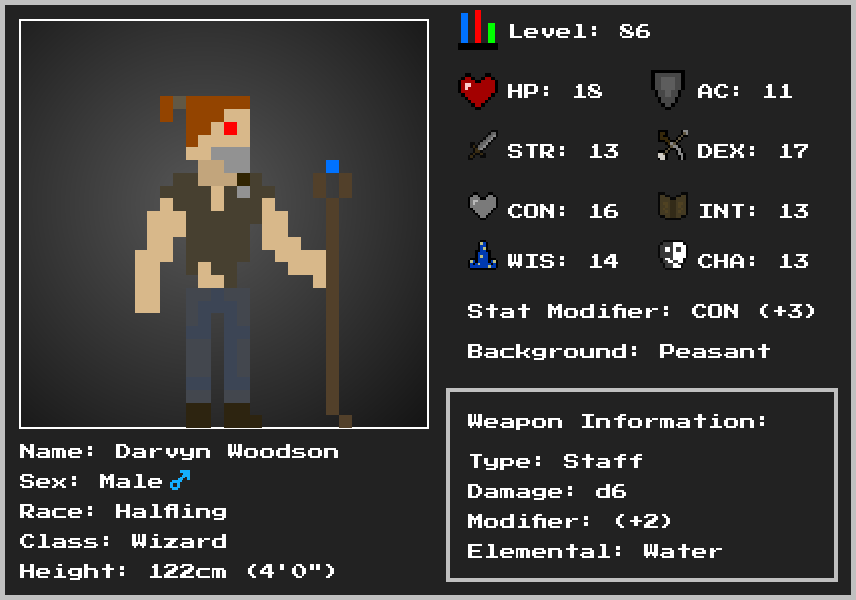 Level: 86
HP: 18
AC: 11
STR: 13
DEX: 17
CON: 16
INT: 13
WIS: 14
CHA: 13
Stat Modifier: CON (+3)
Background: Peasant
Weapon Information:
Type: Staff
Damage: d6
Modifier: (+2)
Elemental: Water
Name: Darvyn Woodson
Sex: Male♂
Race: Halfling
Class: Wizard
Height: 122cm (4'0")